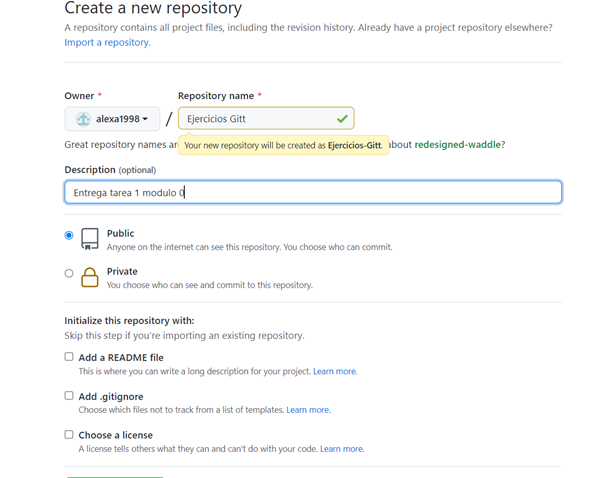 Create a new repository
A repository contains all project files, including the revision history. Already have a project repository elsewhere?
Import a repository.
Owner * Repository name *
alexa1998 / Ejercicios Gitt
Your new repository will be created as Ejercicios-Gitt.
Great repository names are bout redesigned-waddle?
Description (optional)
Entrega tarea 1 modulo 0
Public
Anyone on the internet can see this repository. You choose who can commit.
Private
You choose who can see and commit to this repository.
Initialize this repository with:
Skip this step if you're importing an existing repository.
Add a README file
This is where you can write a long description for your project. Learn more.
Add .gitignore
Choose which files not to track from a list of templates. Learn more.
Choose a license
A license tells others what they can and can't do with your code. Learn more.